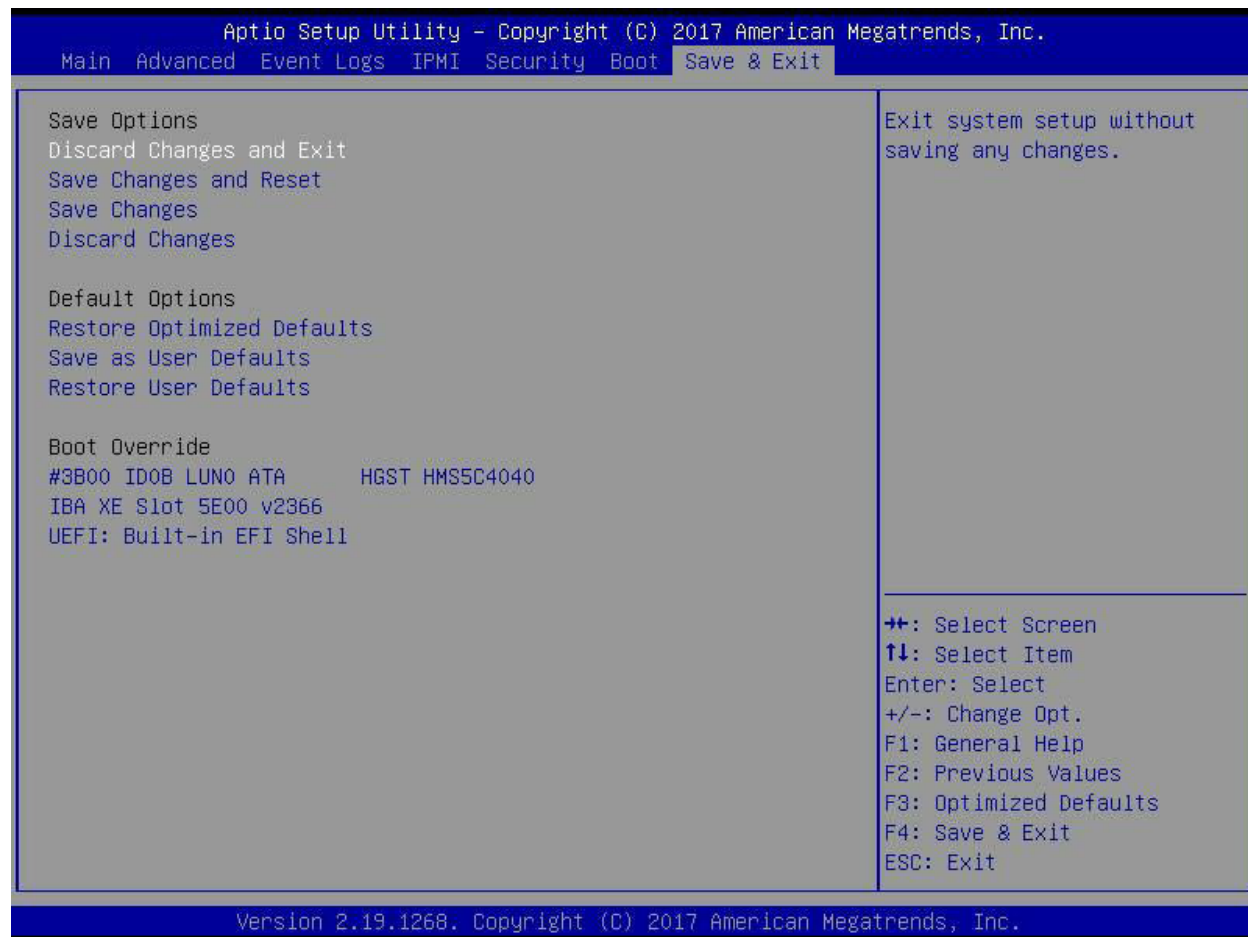 Aptio Setup Utility - Copyright (C) 2017 American Megatrends, Inc.
Main Advanced Event Logs IPMI Security Boot Save & Exit
Save Options
Discard Changes and Exit
Save Changes and Reset
Save Changes
Discard Changes
Default Options
Restore Optimized Defaults
Save as User Defaults
Restore User Defaults
Boot Override
#3B00 ID0B LUN0 ATA HGST HMS5C4040
IBA XE Slot 5E00 v2366
UEFI: Built-in EFI Shell
Exit system setup without
saving any changes.
→←: Select Screen
↑↓: Select Item
Enter: Select
+/-: Change Opt.
F1: General Help
F2: Previous Values
F3: Optimized Defaults
F4: Save & Exit
ESC: Exit
Version 2.19.1268. Copyright (C) 2017 American Megatrends, Inc.